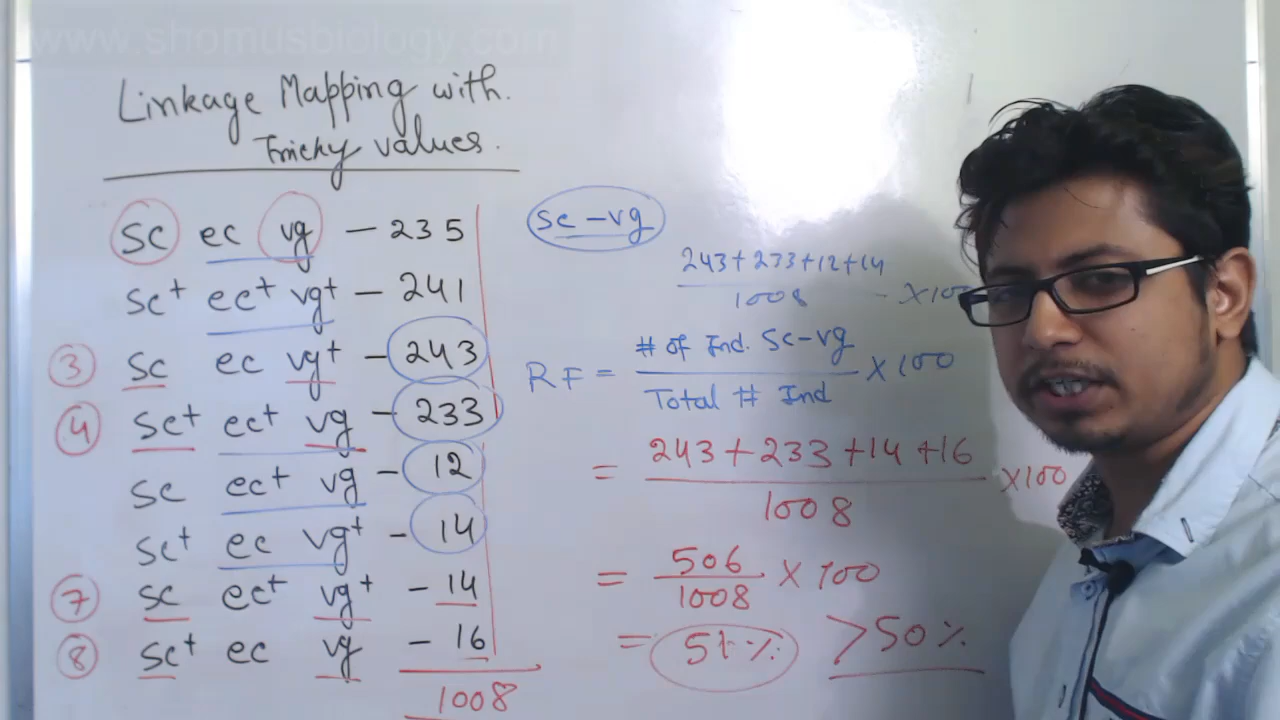 www.shomusbiology.com
Linkage Mapping with.
Tricky values.
sc ec vg - 235
sc+ ec+ vg+ - 241
3 sc ec vg+ - 243
4 sc+ ec+ vg - 233
sc ec+ vg - 12
sc+ ec vg+ - 14
7 sc ec+ vg+ - 14
8 sc+ ec vg - 16
1008
sc - vg
243+233+12+14
1008 - ×100
RF = # of Ind. Sc-vg / Total # Ind × 100
= 243+233+14+16 / 1008 ×100
= 506 / 1008 × 100
= 51% >50%